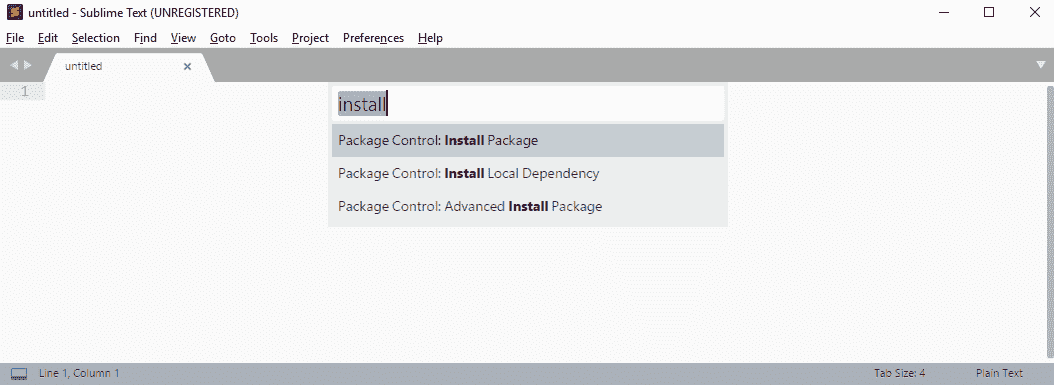 untitled - Sublime Text (UNREGISTERED)
File Edit Selection Find View Goto Tools Project Preferences Help
untitled
1
install
Package Control: Install Package
Package Control: Install Local Dependency
Package Control: Advanced Install Package
Line 1, Column 1 Tab Size: 4 Plain Text